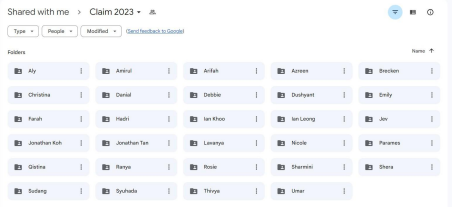 Shared with me > Claim 2023
Type People Modified (Send feedback to Google)
Folders Name ↑
Aly Amirul Arifah Azreen Brecken
Christina Danial Debbie Dushyant Emily
Farah Hadri Ian Khoo Ian Leong Jev
Jonathan Koh Jonathan Tan Lavanya Nicole Parames
Qistina Ranya Rosie Sharmini Shera
Sudang Syuhada Thivye Umar